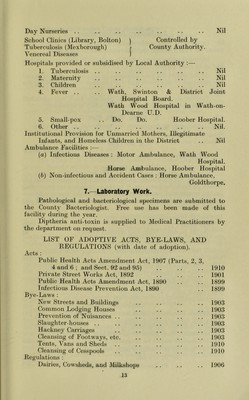 Day Nurseries .. .. .. .. .. .. .. Nil
School Clinics (Library, Bolton) } Controlled by
Tuberculosis (Mexborough) } County Authority.
Venereal Diseases }
Hospitals provided or subsidised by Local Authority :—
1. Tuberculosis .. .. .. .. .. .. Nil
2. Maternity .. .. .. .. .. .. Nil
3. Children .. .. .. .. .. .. Nil
4. Fever .. .. Wath, Swinton & District Joint
Hospital Board.
Wath Wood Hospital in Wath-on-
Dearne U.D.
5. Small-pox .. Do. Do. Hoober Hospital.
6. Other .. .. .. .. .. .. .. Nil.
Institutional Provision for Unmarried Mothers, Illegitimate
Infants, and Homeless Children in the District .. Nil
Ambulance Facilities :—
(a) Infectious Diseases : Motor Ambulance, Wath Wood
Hospital.
Horse Ambulance, Hoober Hospital
(b) Non-infectious and Accident Cases : Horse Ambulance,
Goldthorpe.
7.—Laboratory Work.
Pathological and bacteriological specimens are submitted to
the County Bacteriologist. Free use has been made of this
facility during the year.
Diptheria anti-toxin is supplied to Medical Practitioners by
the department on request.
LIST OF ADOPTIVE ACTS, BYE-LAWS, AND
REGULATIONS (with date of adoption).
Acts :
Public Health Acts Amendment Act, 1907 (Parts, 2, 3,
4 and 6 ; and Sect. 92 and 95) .. .. .. 1910
Private Street Works Act, 1892 .. .. .. 1901
Public Health Acts Amendment Act, 1890 .. .. 1899
Infectious Disease Prevention Act, 1890 .. .. 1899
Bye-Laws :
New Streets and Buildings .. .. .. .. 1903
Common Lodging Houses .. .. .. .. 1903
Prevention of Nuisances .. .. .. .. .. 1903
Slaughter-houses .. .. .. .. .. .. 1903
Hackney Carriages .. .. .. .. .. 1903
Cleansing of Footways, etc. .. .. .. .. 1903
Tents, Vans and Sheds .. .. .. .. .. 1910
Cleansing of Cesspools .. .. .. .. .. 1910
Regulations :
Dairies, Cowsheds, and Milkshops .. .. .. 1906
13